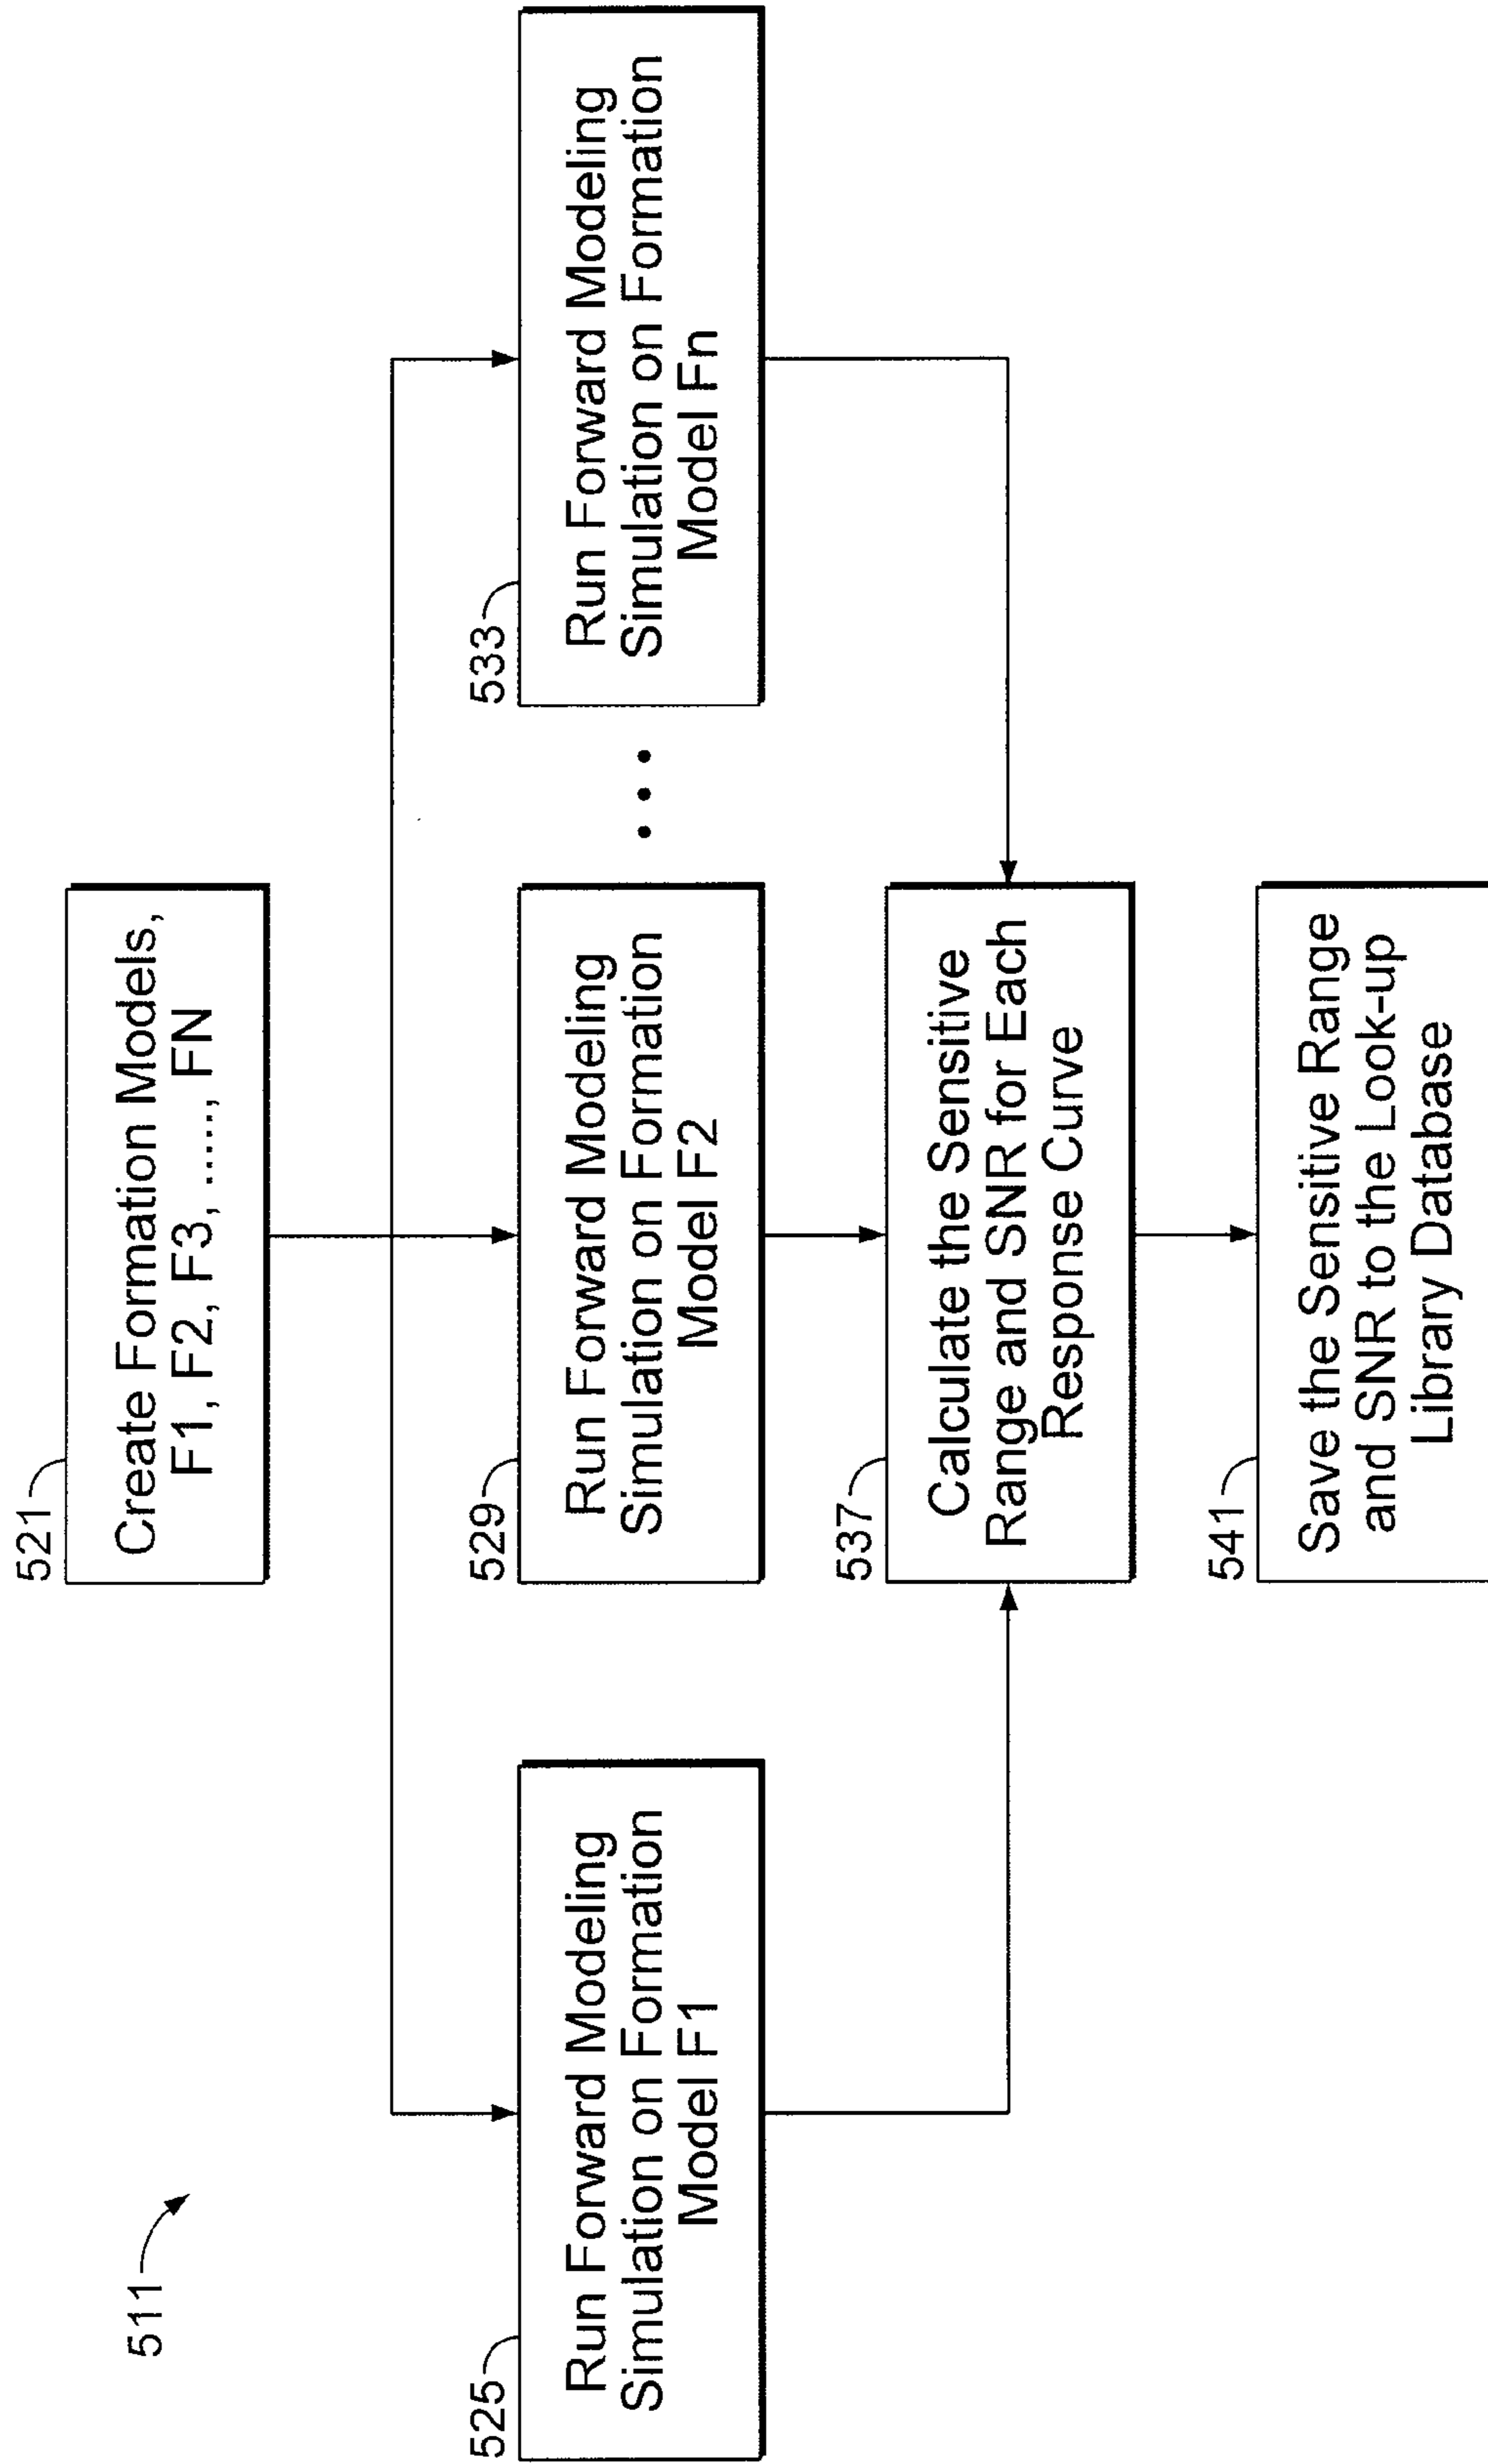 511
521
Create Formation Models,
F1, F2, F3, ....., FN
525
Run Forward Modeling
Simulation on Formation
Model F1
529
Run Forward Modeling
Simulation on Formation
Model F2
• • •
533
Run Forward Modeling
Simulation on Formation
Model Fn
537
Calculate the Sensitive
Range and SNR for Each
Response Curve
541
Save the Sensitive Range
and SNR to the Look-up
Library Database